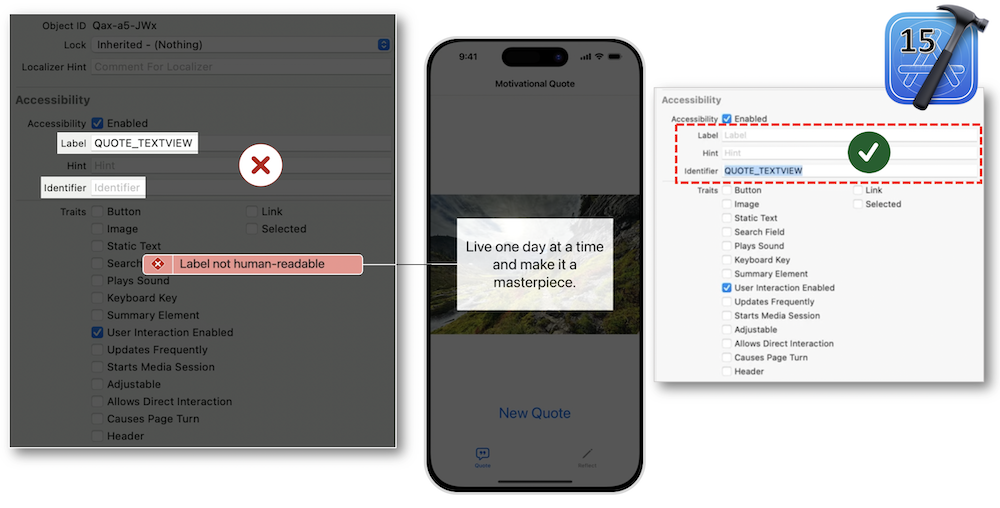 Object ID Qax-a5-JWx
Lock Inherited - (Nothing)
Localizer Hint Comment For Localizer
Accessibility
Accessibility Enabled
Label QUOTE_TEXTVIEW
Hint Hint
Identifier Identifier
Traits Button Link
Image Selected
Static Text
Search
Label not human-readable
Plays Sound
Keyboard Key
Summary Element
User Interaction Enabled
Updates Frequently
Starts Media Session
Adjustable
Allows Direct Interaction
Causes Page Turn
Header
9:41
Motivational Quote
Live one day at a time
and make it a
masterpiece.
New Quote
Quote Reflect
15
Accessibility
Accessibility Enabled
Label Label
Hint Hint
Identifier QUOTE_TEXTVIEW
Traits Button Link
Image Selected
Static Text
Search Field
Plays Sound
Keyboard Key
Summary Element
User Interaction Enabled
Updates Frequently
Starts Media Session
Adjustable
Allows Direct Interaction
Causes Page Turn
Header